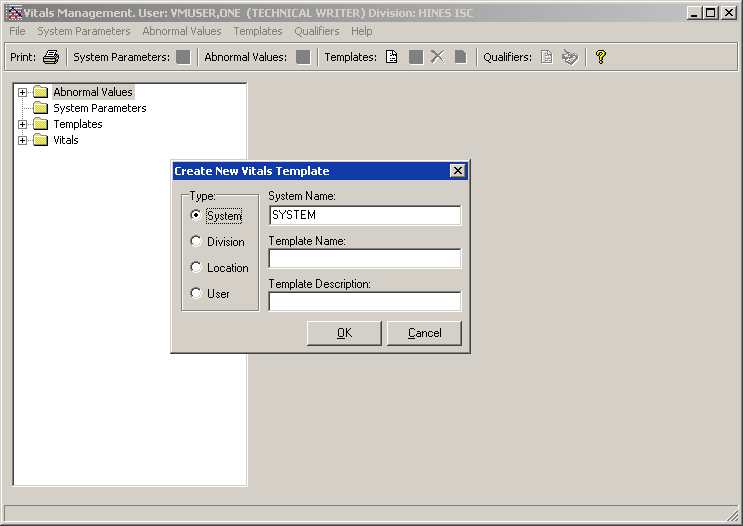 Vitals Management. User: VMUSER,ONE (TECHNICAL WRITER) Division: HINES ISC
File System Parameters Abnormal Values Templates Qualifiers Help
Print: System Parameters: Abnormal Values: Templates: Qualifiers: ?
Abnormal Values
System Parameters
Templates
Vitals
Create New Vitals Template
Type:
System
Division
Location
User
System Name:
SYSTEM
Template Name:
Template Description:
OK Cancel